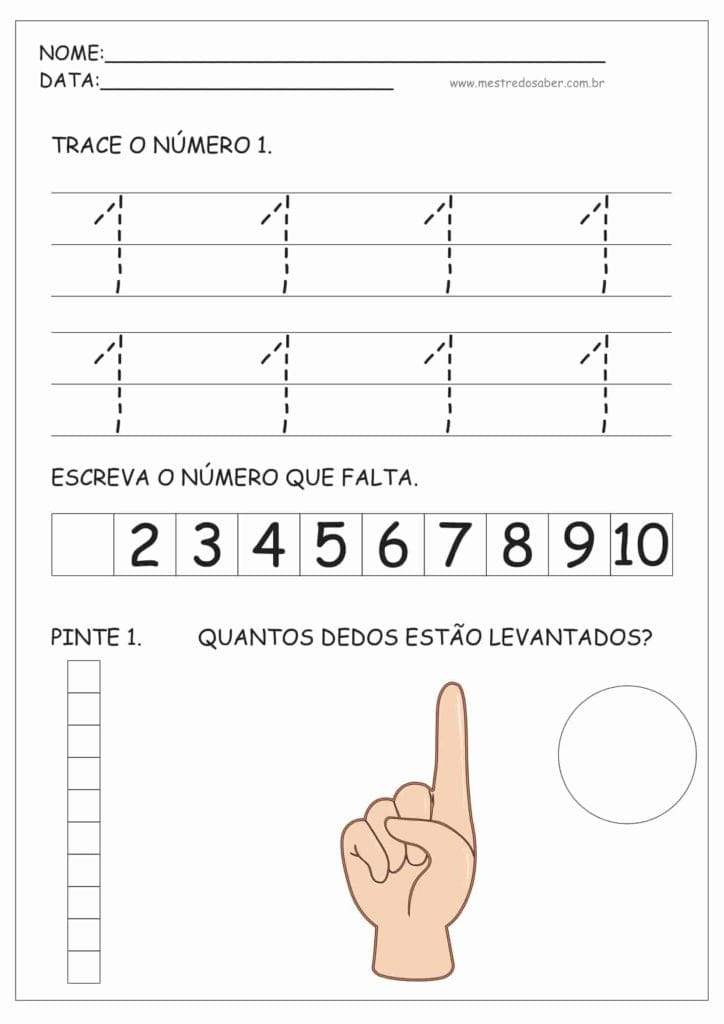 NOME:
DATA:
www.mestredosaber.com.br
TRACE O NÚMERO 1.
1 1 1 1
1 1 1 1
ESCREVA O NÚMERO QUE FALTA.
2 3 4 5 6 7 8 9 10
PINTE 1. QUANTOS DEDOS ESTÃO LEVANTADOS?